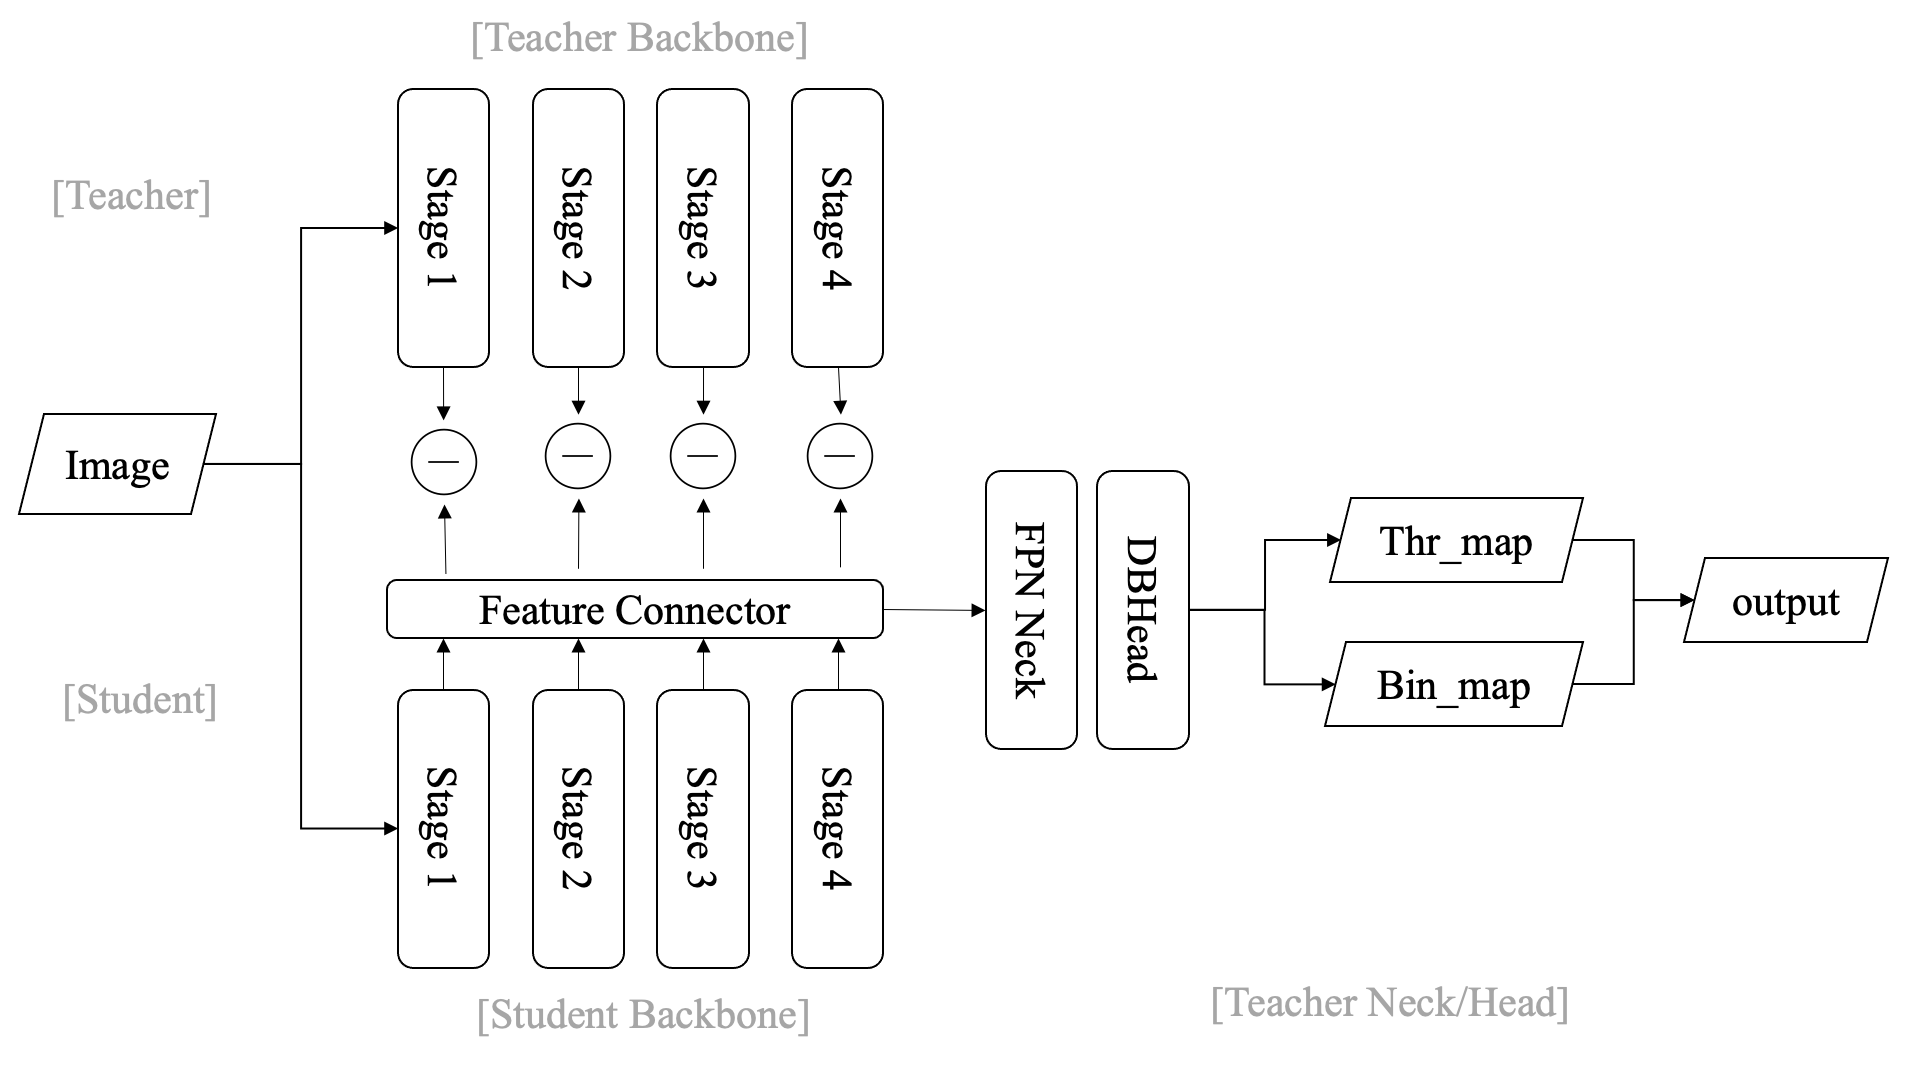 [Teacher Backbone]
[Teacher]
Stage 1
Stage 2
Stage 3
Stage 4
Image
Feature Connector
FPN Neck
DBHead
Thr_map
Bin_map
output
[Student]
Stage 1
Stage 2
Stage 3
Stage 4
[Student Backbone]
[Teacher Neck/Head]